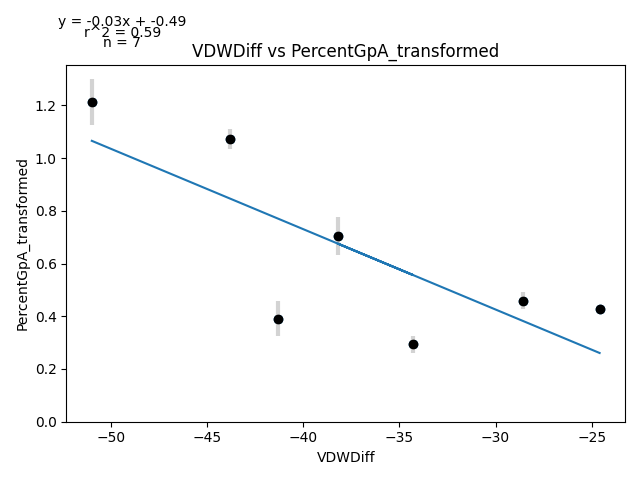 y = -0.03x + -0.49
r^2 = 0.59
n = 7
VDWDiff vs PercentGpA_transformed
1.2
1.0
0.8
0.6
0.4
0.2
0.0
PercentGpA_transformed
−50
−45
−40
−35
−30
−25
VDWDiff